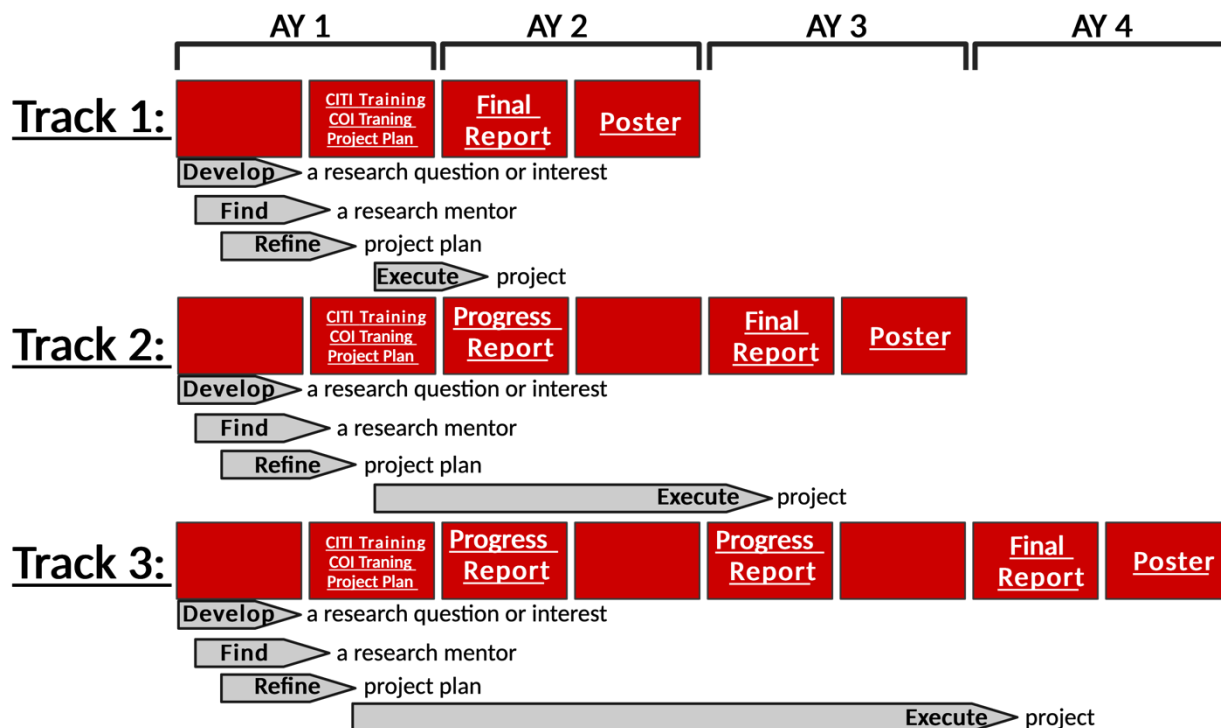 AY 1 AY 2 AY 3 AY 4
Track 1:
CITI Training
COI Traning
Project Plan
Final
Report
Poster
Develop a research question or interest
Find a research mentor
Refine project plan
Execute project
Track 2:
CITI Training
COI Traning
Project Plan
Progress
Report
Final
Report
Poster
Develop a research question or interest
Find a research mentor
Refine project plan
Execute project
Track 3:
CITI Training
COI Traning
Project Plan
Progress
Report
Progress
Report
Final
Report
Poster
Develop a research question or interest
Find a research mentor
Refine project plan
Execute project